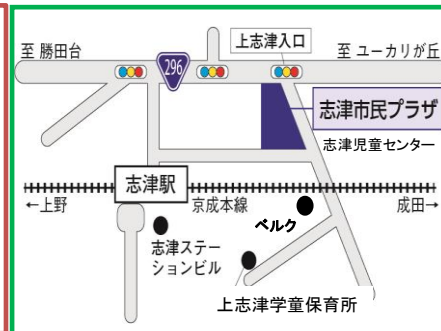 至 勝田台
296
上志津入口
至 ユーカリが丘
志津市民プラザ
志津児童センター
志津駅
←上野
京成本線
成田→
ベルク
志津ステー
ションビル
上志津学童保育所